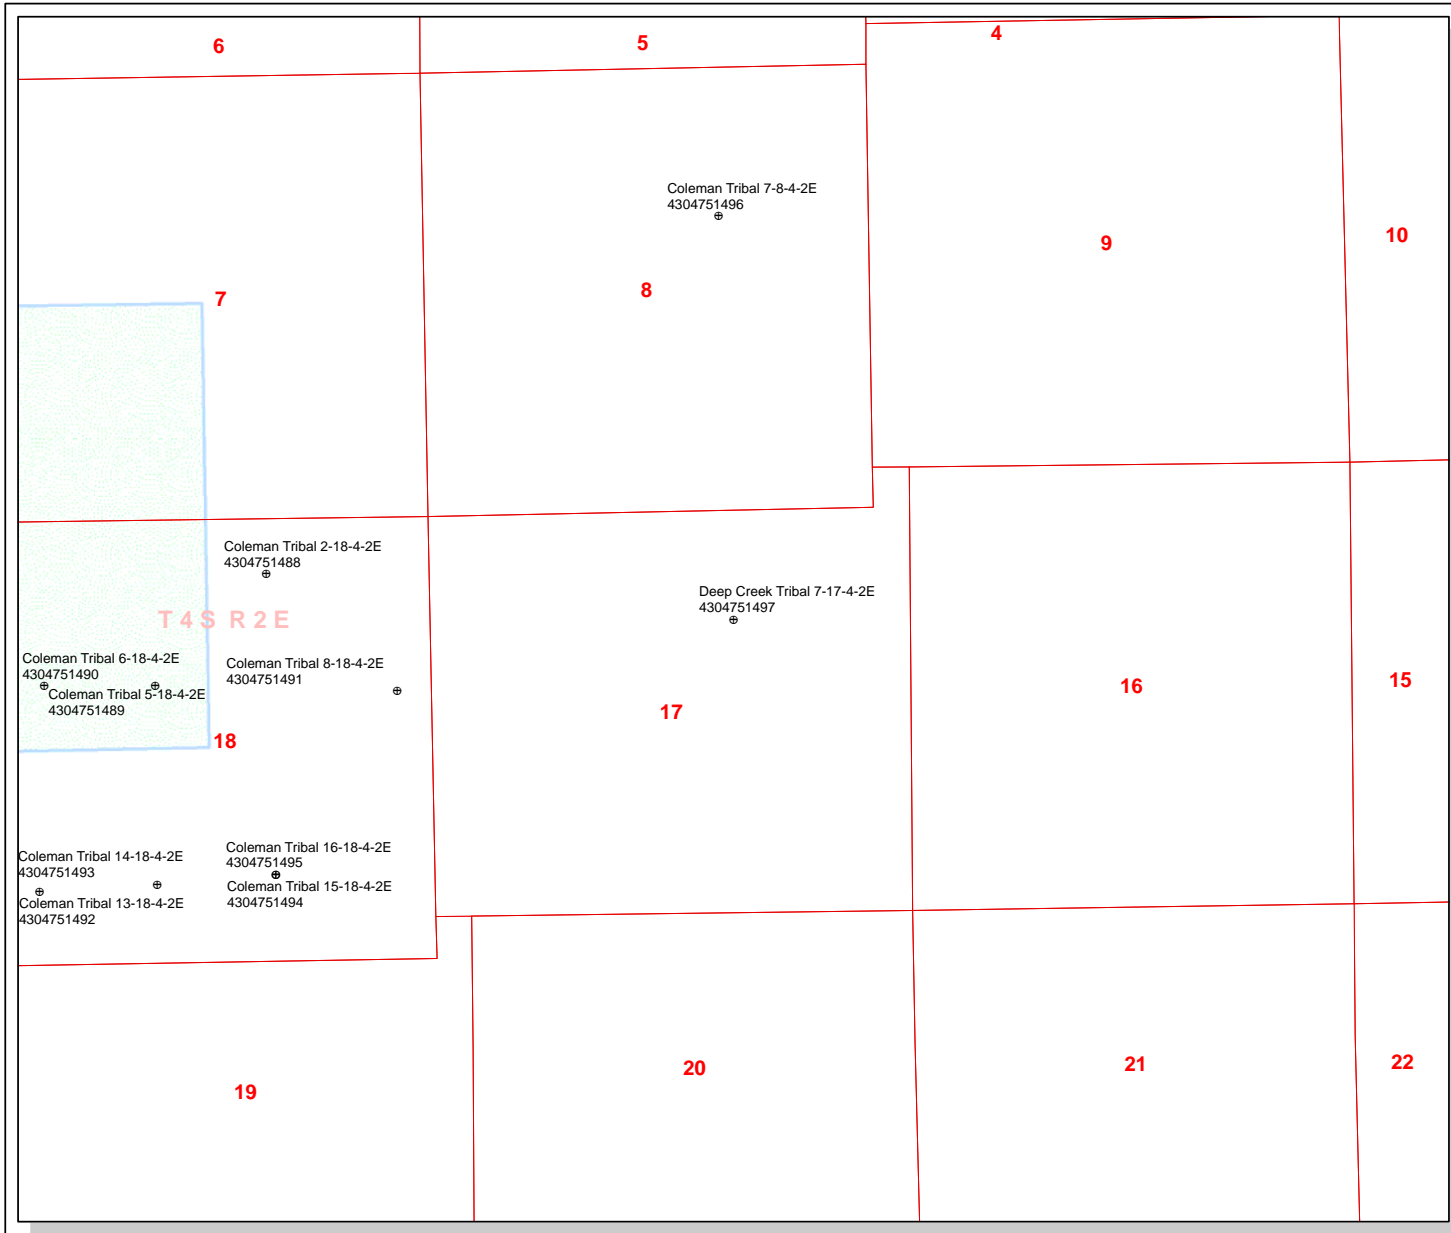 6
5
4
Coleman Tribal 7-8-4-2E
4304751496
9
10
8
7
Coleman Tribal 2-18-4-2E
4304751488
Deep Creek Tribal 7-17-4-2E
4304751497
T4S R2E
Coleman Tribal 6-18-4-2E
4304751490
Coleman Tribal 5-18-4-2E
4304751489
Coleman Tribal 8-18-4-2E
4304751491
17
16
15
18
Coleman Tribal 14-18-4-2E
4304751493
Coleman Tribal 13-18-4-2E
4304751492
Coleman Tribal 16-18-4-2E
4304751495
Coleman Tribal 15-18-4-2E
4304751494
19
20
21
22